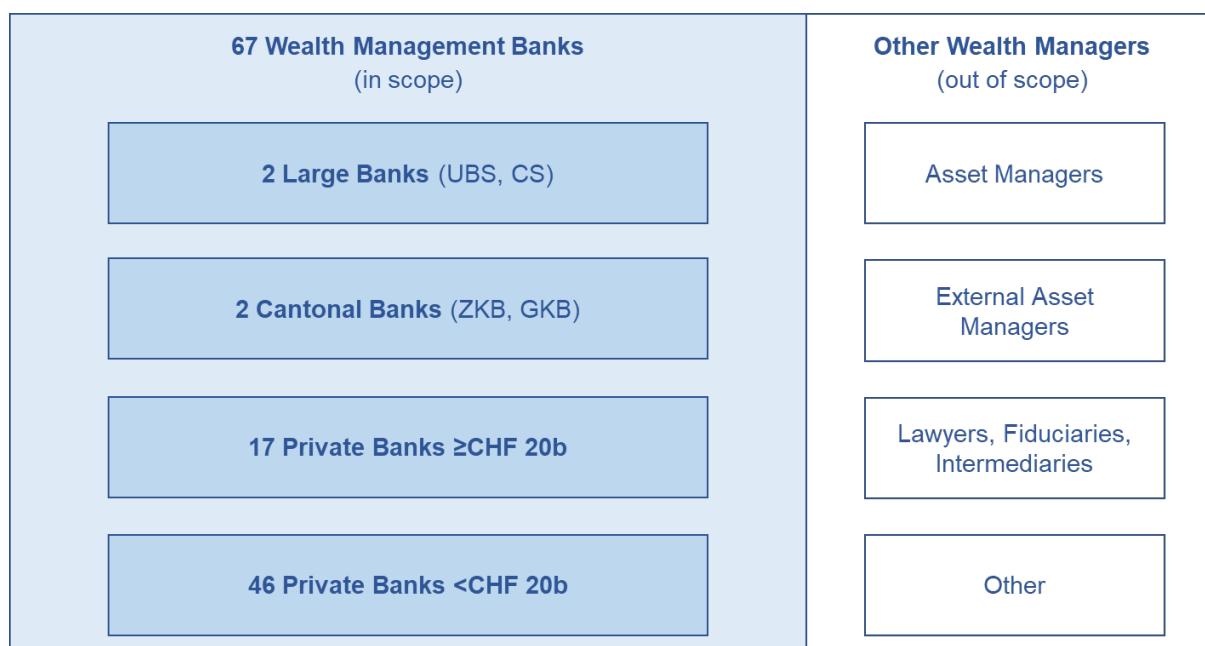 67 Wealth Management Banks
(in scope)
2 Large Banks (UBS, CS)
2 Cantonal Banks (ZKB, GKB)
17 Private Banks ≥CHF 20b
46 Private Banks <CHF 20b
Other Wealth Managers
(out of scope)
Asset Managers
External Asset
Managers
Lawyers, Fiduciaries,
Intermediaries
Other